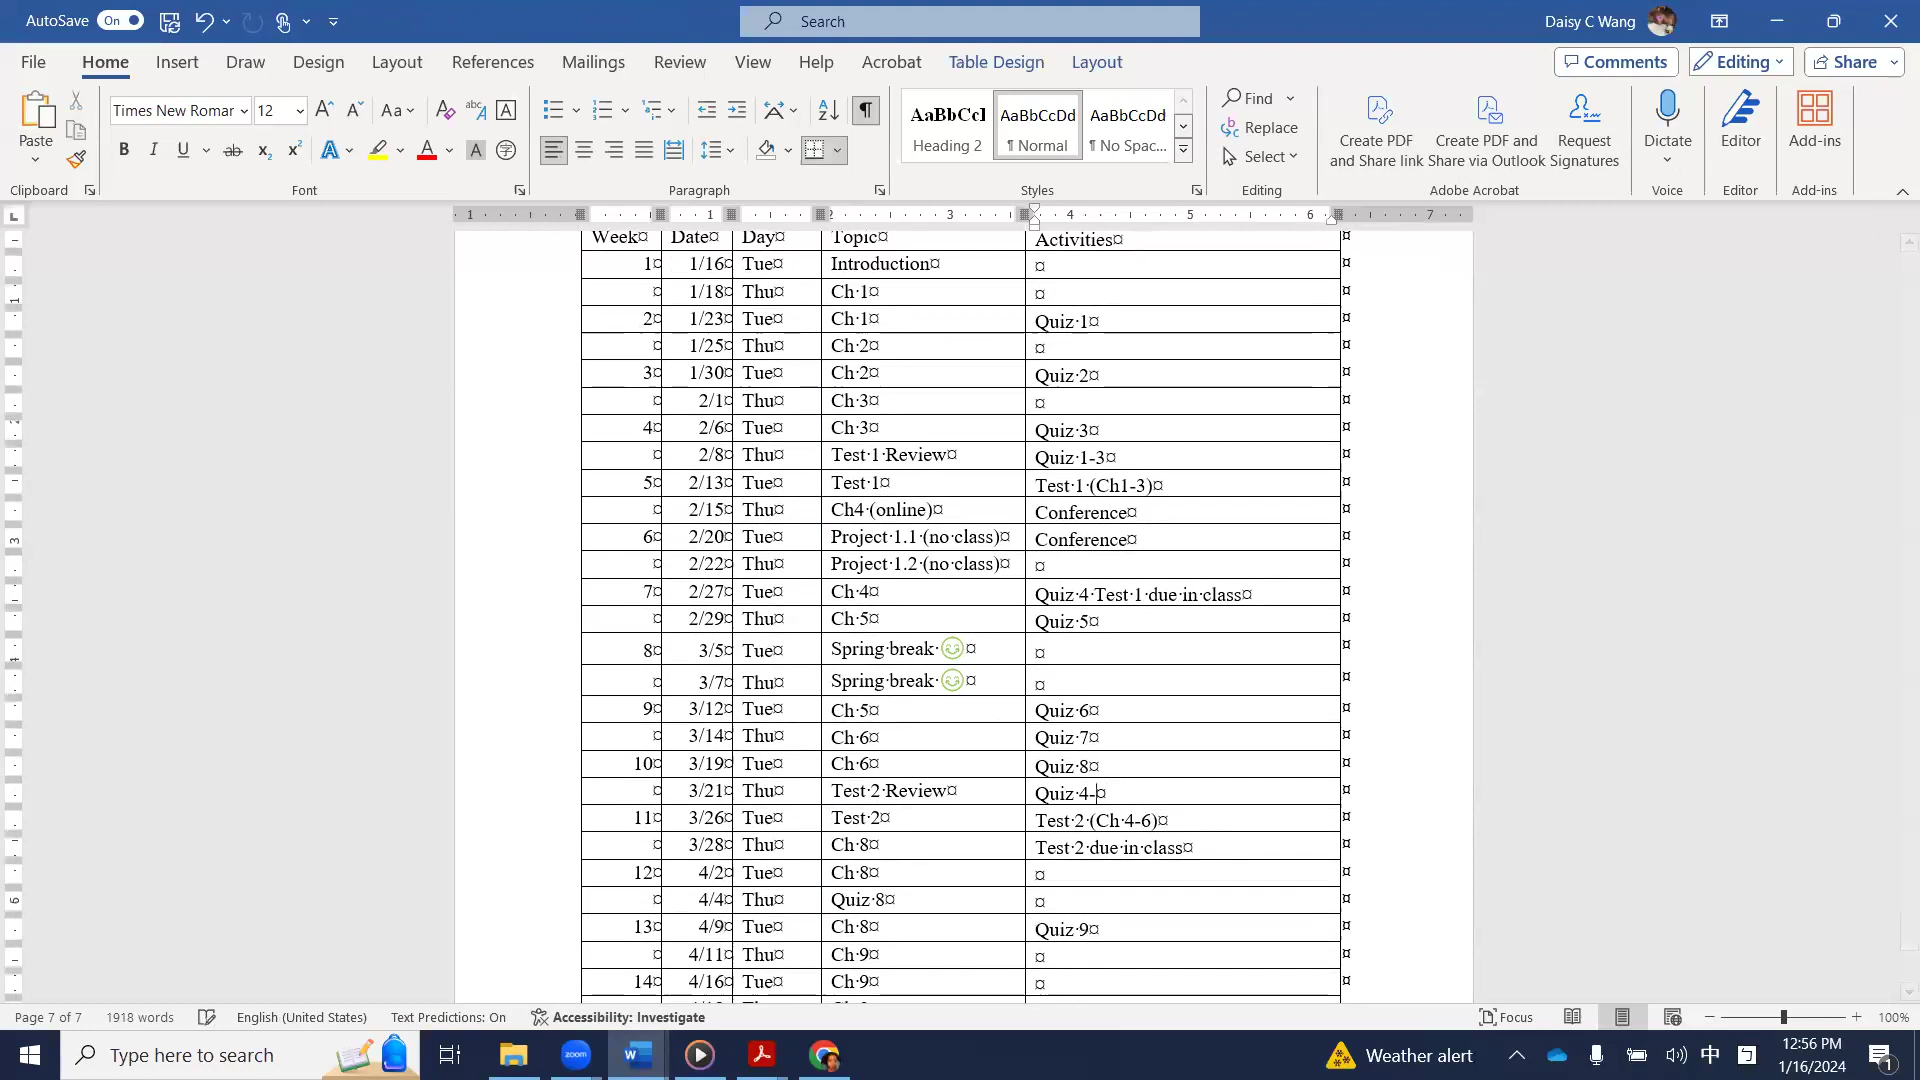 AutoSave On Search Daisy C Wang
File Home Insert Draw Design Layout References Mailings Review View Help Acrobat Table Design Layout Comments Editing Share
Paste Times New Romar 12 Aa AaBbCcI AaBbCcDd AaBbCcDd Find
Heading 2 ¶ Normal ¶ No Spac... Replace
Select
Create PDF and Share link Create PDF and Share via Outlook Request Signatures Dictate Editor Add-ins
Clipboard Font Paragraph Styles Editing Adobe Acrobat Voice Editor Add-ins
1 1 2 3 4 5 6 7
Week¤ Date¤ Day¤ Topic¤ Activities¤ ¤
1¤ 1/16¤ Tue¤ Introduction¤ ¤ ¤
¤ 1/18¤ Thu¤ Ch·1¤ ¤ ¤
2¤ 1/23¤ Tue¤ Ch·1¤ Quiz·1¤ ¤
¤ 1/25¤ Thu¤ Ch·2¤ ¤ ¤
3¤ 1/30¤ Tue¤ Ch·2¤ Quiz·2¤ ¤
¤ 2/1¤ Thu¤ Ch·3¤ ¤ ¤
4¤ 2/6¤ Tue¤ Ch·3¤ Quiz·3¤ ¤
¤ 2/8¤ Thu¤ Test·1·Review¤ Quiz·1-3¤ ¤
5¤ 2/13¤ Tue¤ Test·1¤ Test·1·(Ch1-3)¤ ¤
¤ 2/15¤ Thu¤ Ch4·(online)¤ Conference¤ ¤
6¤ 2/20¤ Tue¤ Project·1.1·(no·class)¤ Conference¤ ¤
¤ 2/22¤ Thu¤ Project·1.2·(no·class)¤ ¤ ¤
7¤ 2/27¤ Tue¤ Ch·4¤ Quiz·4·Test·1·due·in·class¤ ¤
¤ 2/29¤ Thu¤ Ch·5¤ Quiz·5¤ ¤
8¤ 3/5¤ Tue¤ Spring·break·😊¤ ¤ ¤
¤ 3/7¤ Thu¤ Spring·break·😊¤ ¤ ¤
9¤ 3/12¤ Tue¤ Ch·5¤ Quiz·6¤ ¤
¤ 3/14¤ Thu¤ Ch·6¤ Quiz·7¤ ¤
10¤ 3/19¤ Tue¤ Ch·6¤ Quiz·8¤ ¤
¤ 3/21¤ Thu¤ Test·2·Review¤ Quiz·4-¤ ¤
11¤ 3/26¤ Tue¤ Test·2¤ Test·2·(Ch·4-6)¤ ¤
¤ 3/28¤ Thu¤ Ch·8¤ Test·2·due·in·class¤ ¤
12¤ 4/2¤ Tue¤ Ch·8¤ ¤ ¤
¤ 4/4¤ Thu¤ Quiz·8¤ ¤ ¤
13¤ 4/9¤ Tue¤ Ch·8¤ Quiz·9¤ ¤
¤ 4/11¤ Thu¤ Ch·9¤ ¤ ¤
14¤ 4/16¤ Tue¤ Ch·9¤ ¤ ¤
Page 7 of 7 1918 words English (United States) Text Predictions: On Accessibility: Investigate Focus 100%
Type here to search zoom Weather alert 中 12:56 PM
1/16/2024 1